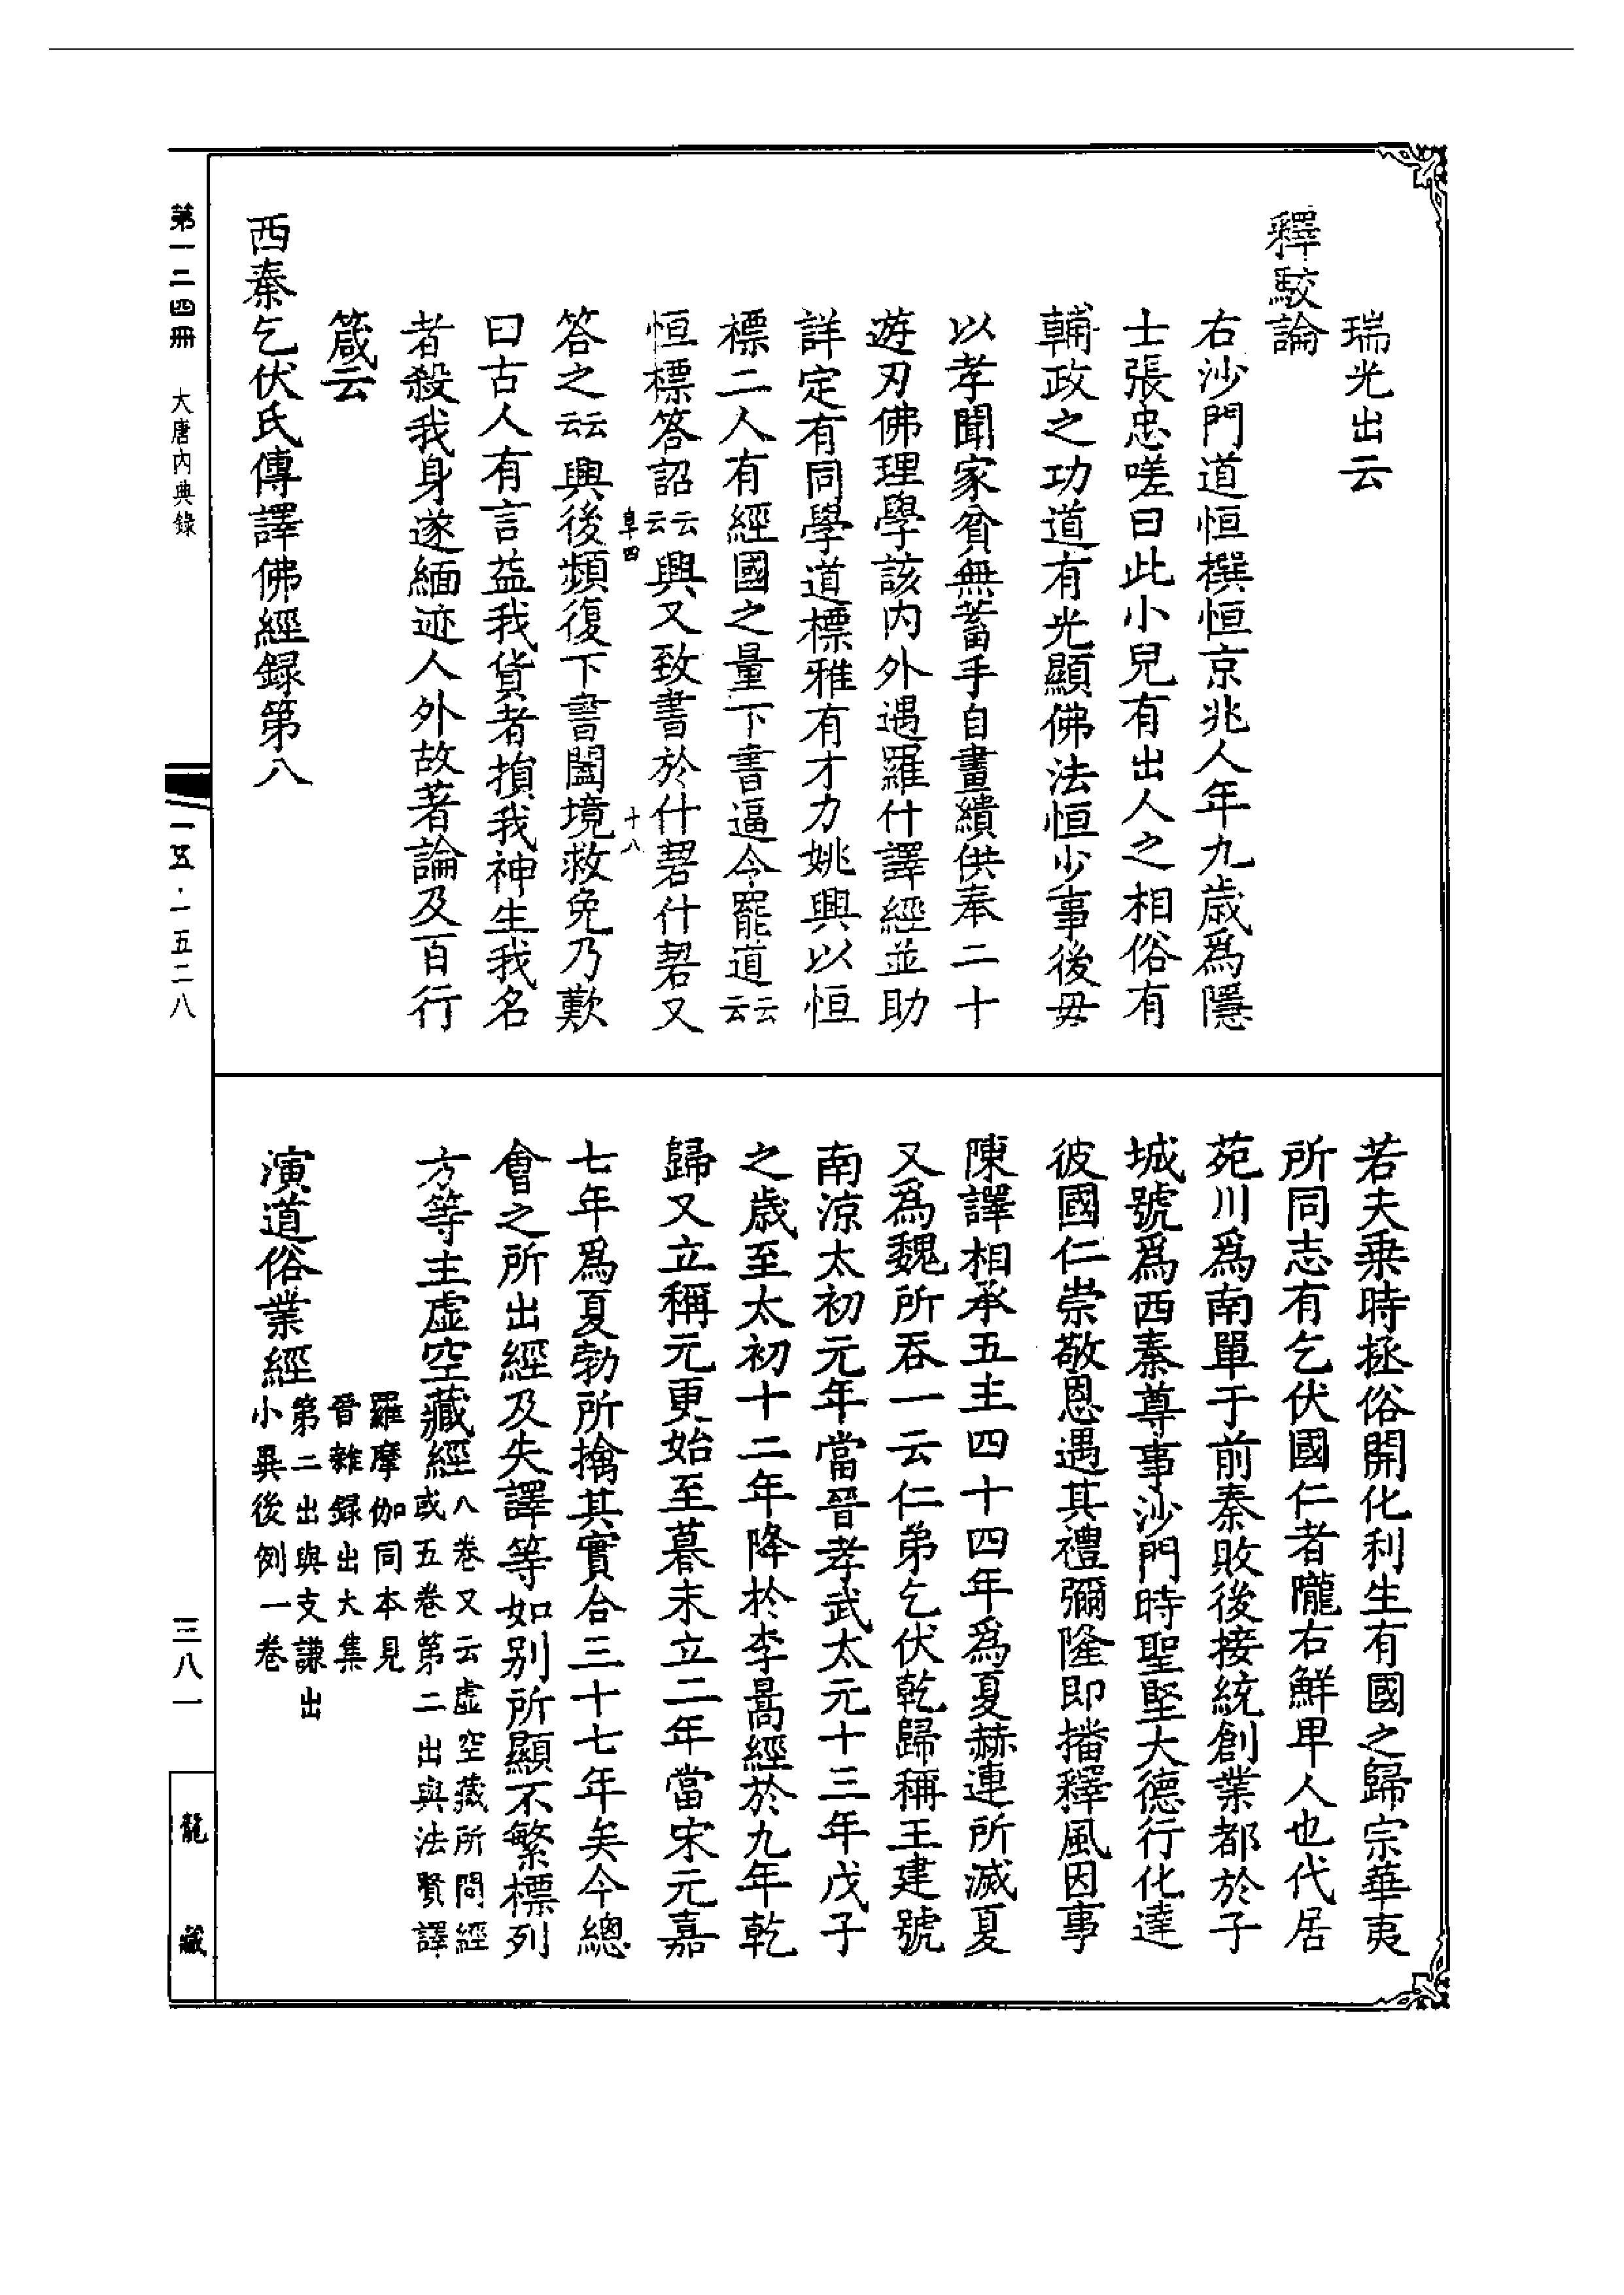 瑞光出云
釋駮論
右沙門道恒撰恒京兆人年九歲爲隱
士張忠嗟曰此小兒有出人之相俗有
輔政之功道有光顯佛法恒少事後毋
以孝聞家貧無蓄手自畫繢供奉二十
遊刃佛理學該內外遇羅什譯經並助
詳定有同學道標雅有才力姚興以恒
標二人有經國之量下書逼令罷道云云
恒標答詔云云興又致書於什䂮什䂮又
阜四
十八
答之云云興後頻復下書闔境救免乃歎
曰古人有言益我貨者損我神生我名
者殺我身遂緬迹人外故著論及百行
箴云
西秦乞伏氏傳譯佛經録第八
若夫乗時拯俗開化利生有國之歸宗華夷
所同志有乞伏國仁者隴右鮮卑人也代居
苑川爲南單于前秦敗後接統創業都於子
城號爲西秦尊事沙門時聖堅大德行化達
彼國仁崇敬恩遇其禮彌隆即播釋風因事
陳譯相承五主四十四年爲夏赫連所滅夏
又爲魏所吞一云仁弟乞伏乾歸稱王建號
南涼太初元年當晉孝武太元十三年戊子
之歲至太初十二年降於李暠經於九年乾
歸又立稱元更始至暮末立二年當宋元嘉
七年爲夏勃所擒其實合三十七年矣今總
會之所出經及失譯等如别所顯不繁標列
方等主虛空藏經八卷又云虛空藏所問經
或五卷第二出與法賢譯
羅摩伽同本見
晉雜録出大集
演道俗業經第二出與支謙出
小異後例一卷
第一二四冊
大唐內典錄
一五·一五二八
三八一
龍藏